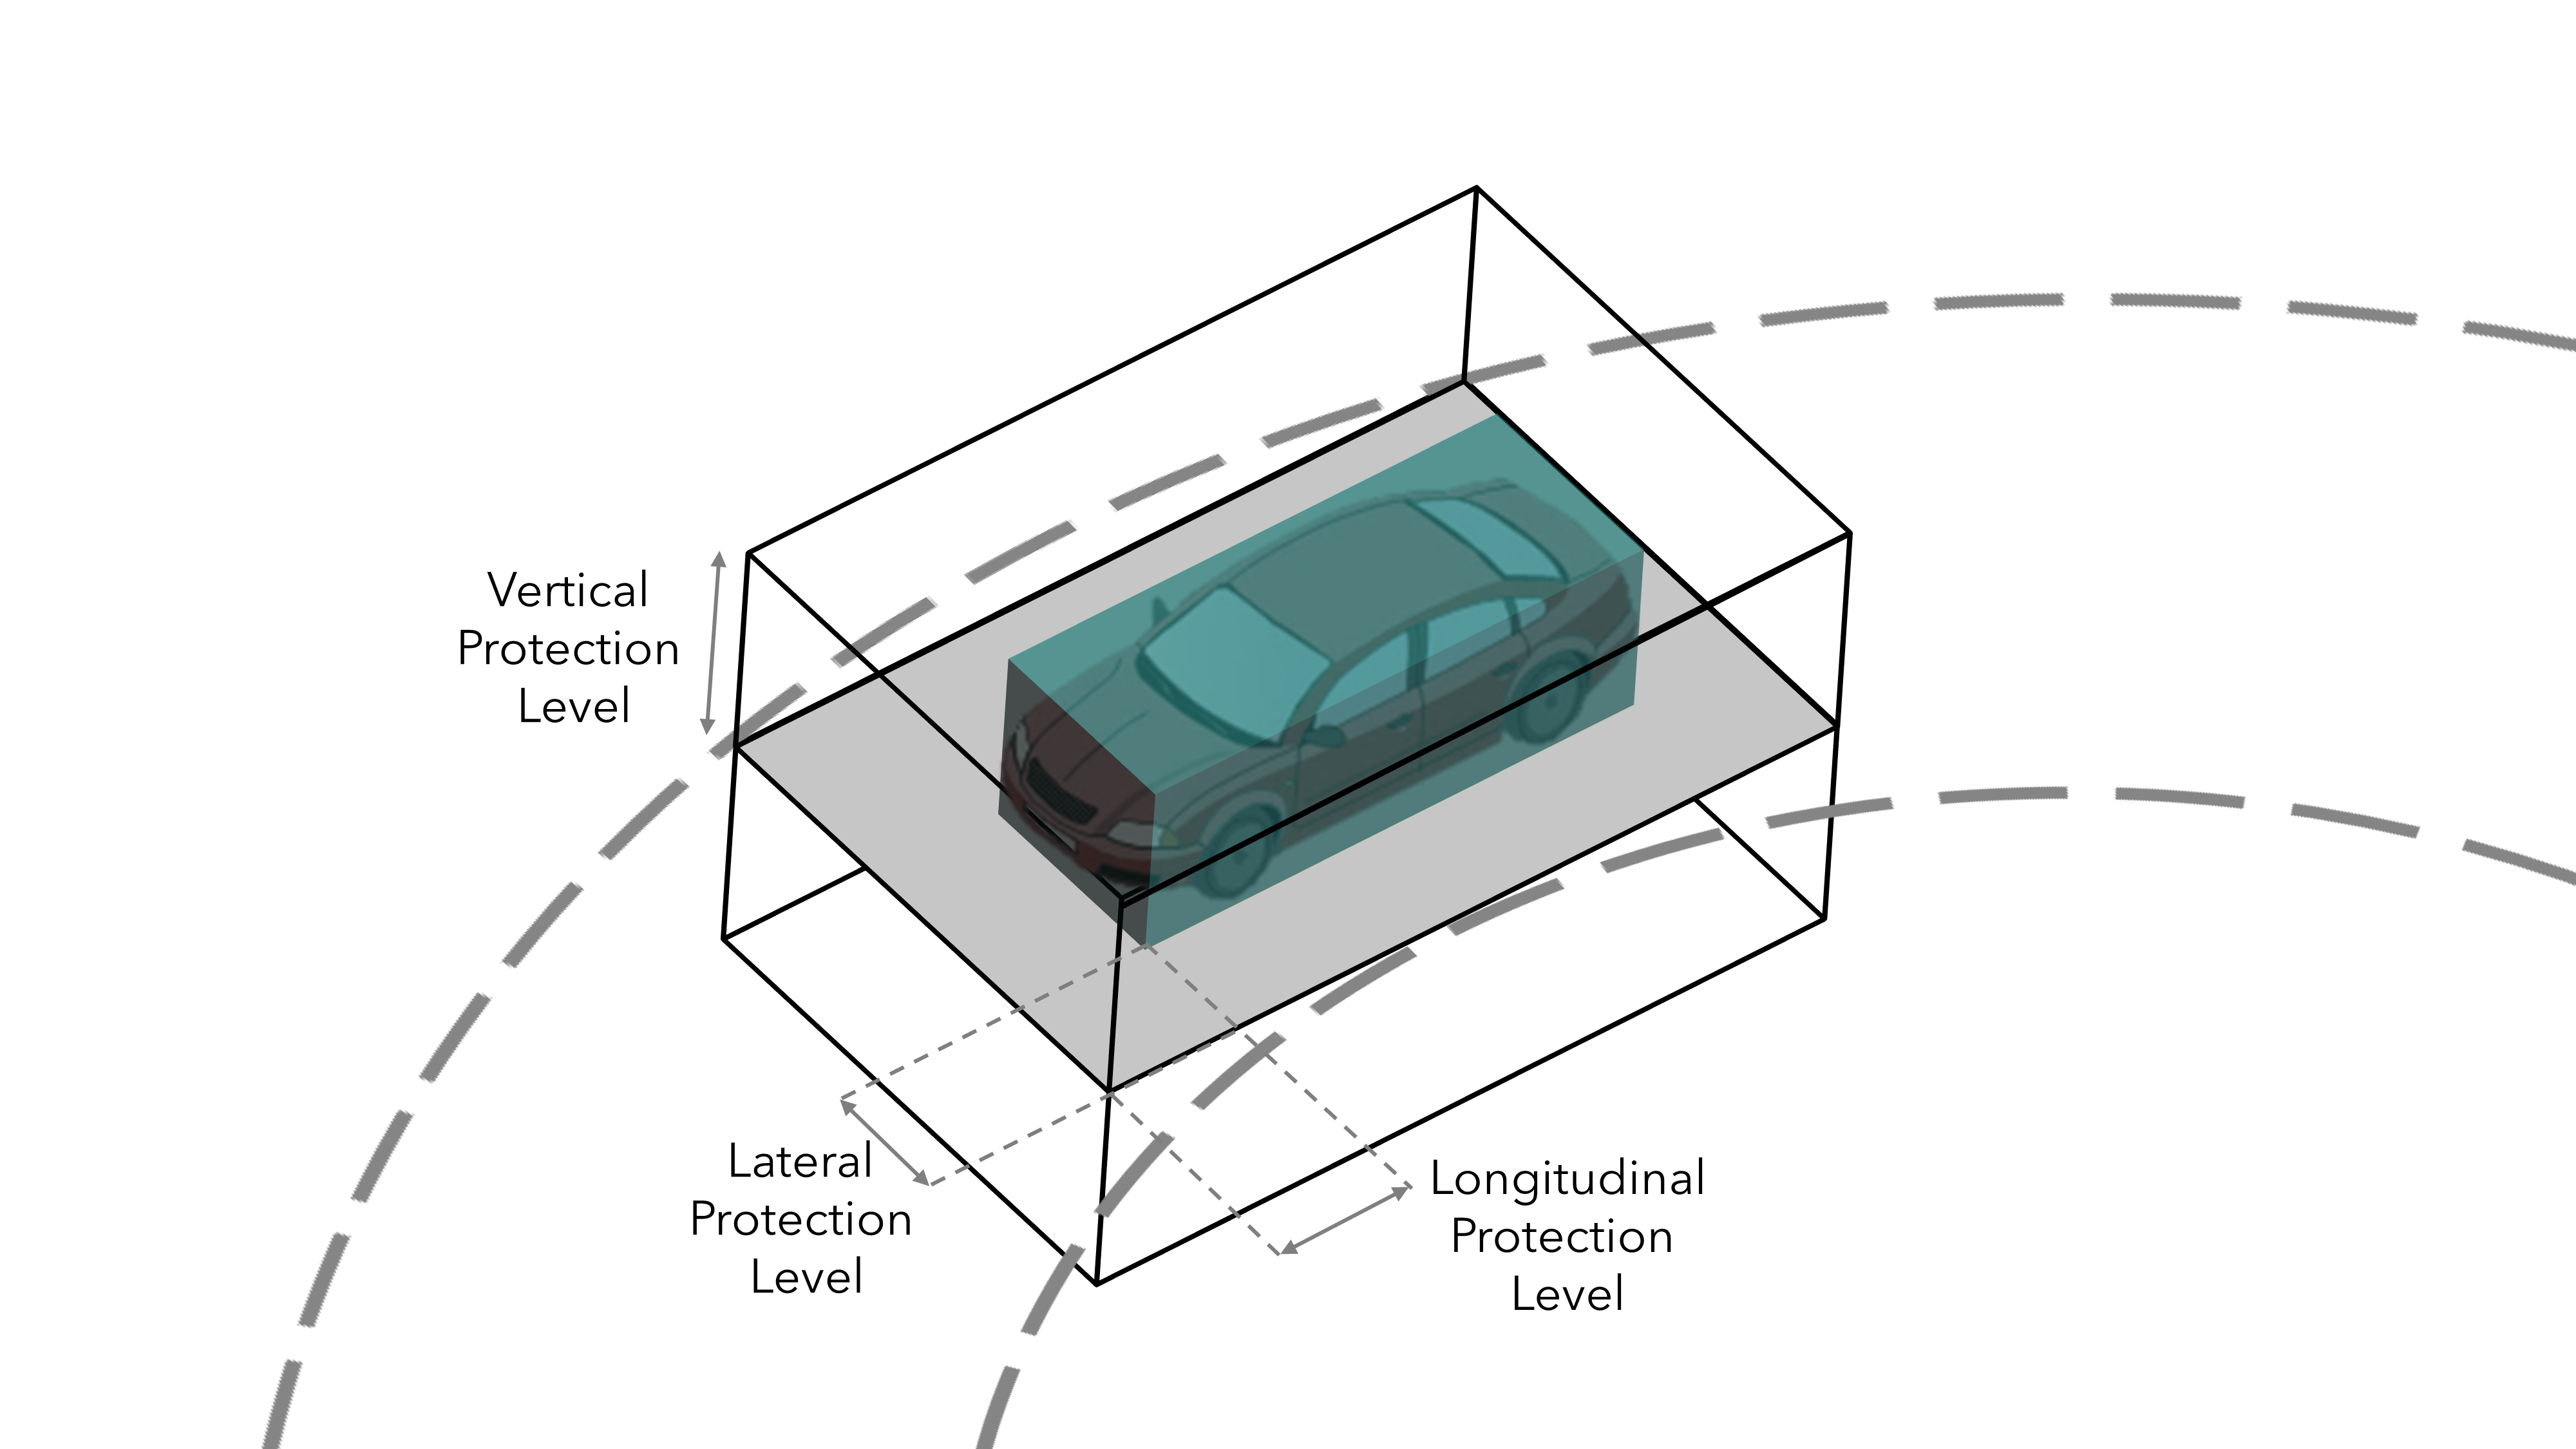 Vertical
Protection
Level
Lateral
Protection
Level
Longitudinal
Protection
Level